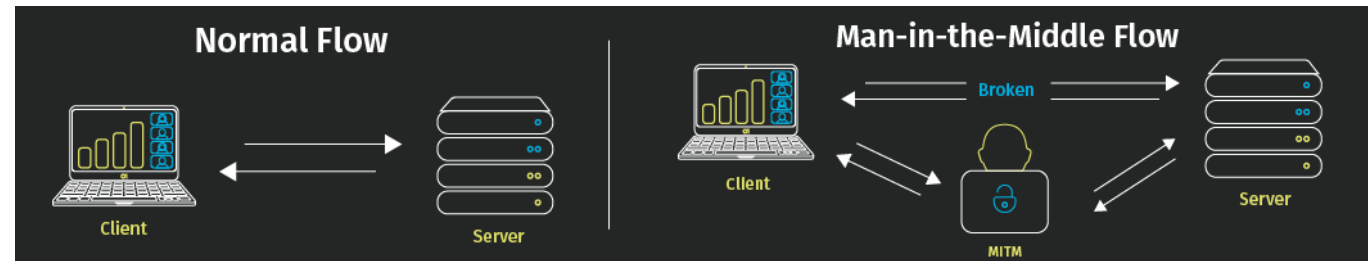 Normal Flow
Client
Server
Man-in-the-Middle Flow
Broken
Client
MITM
Server